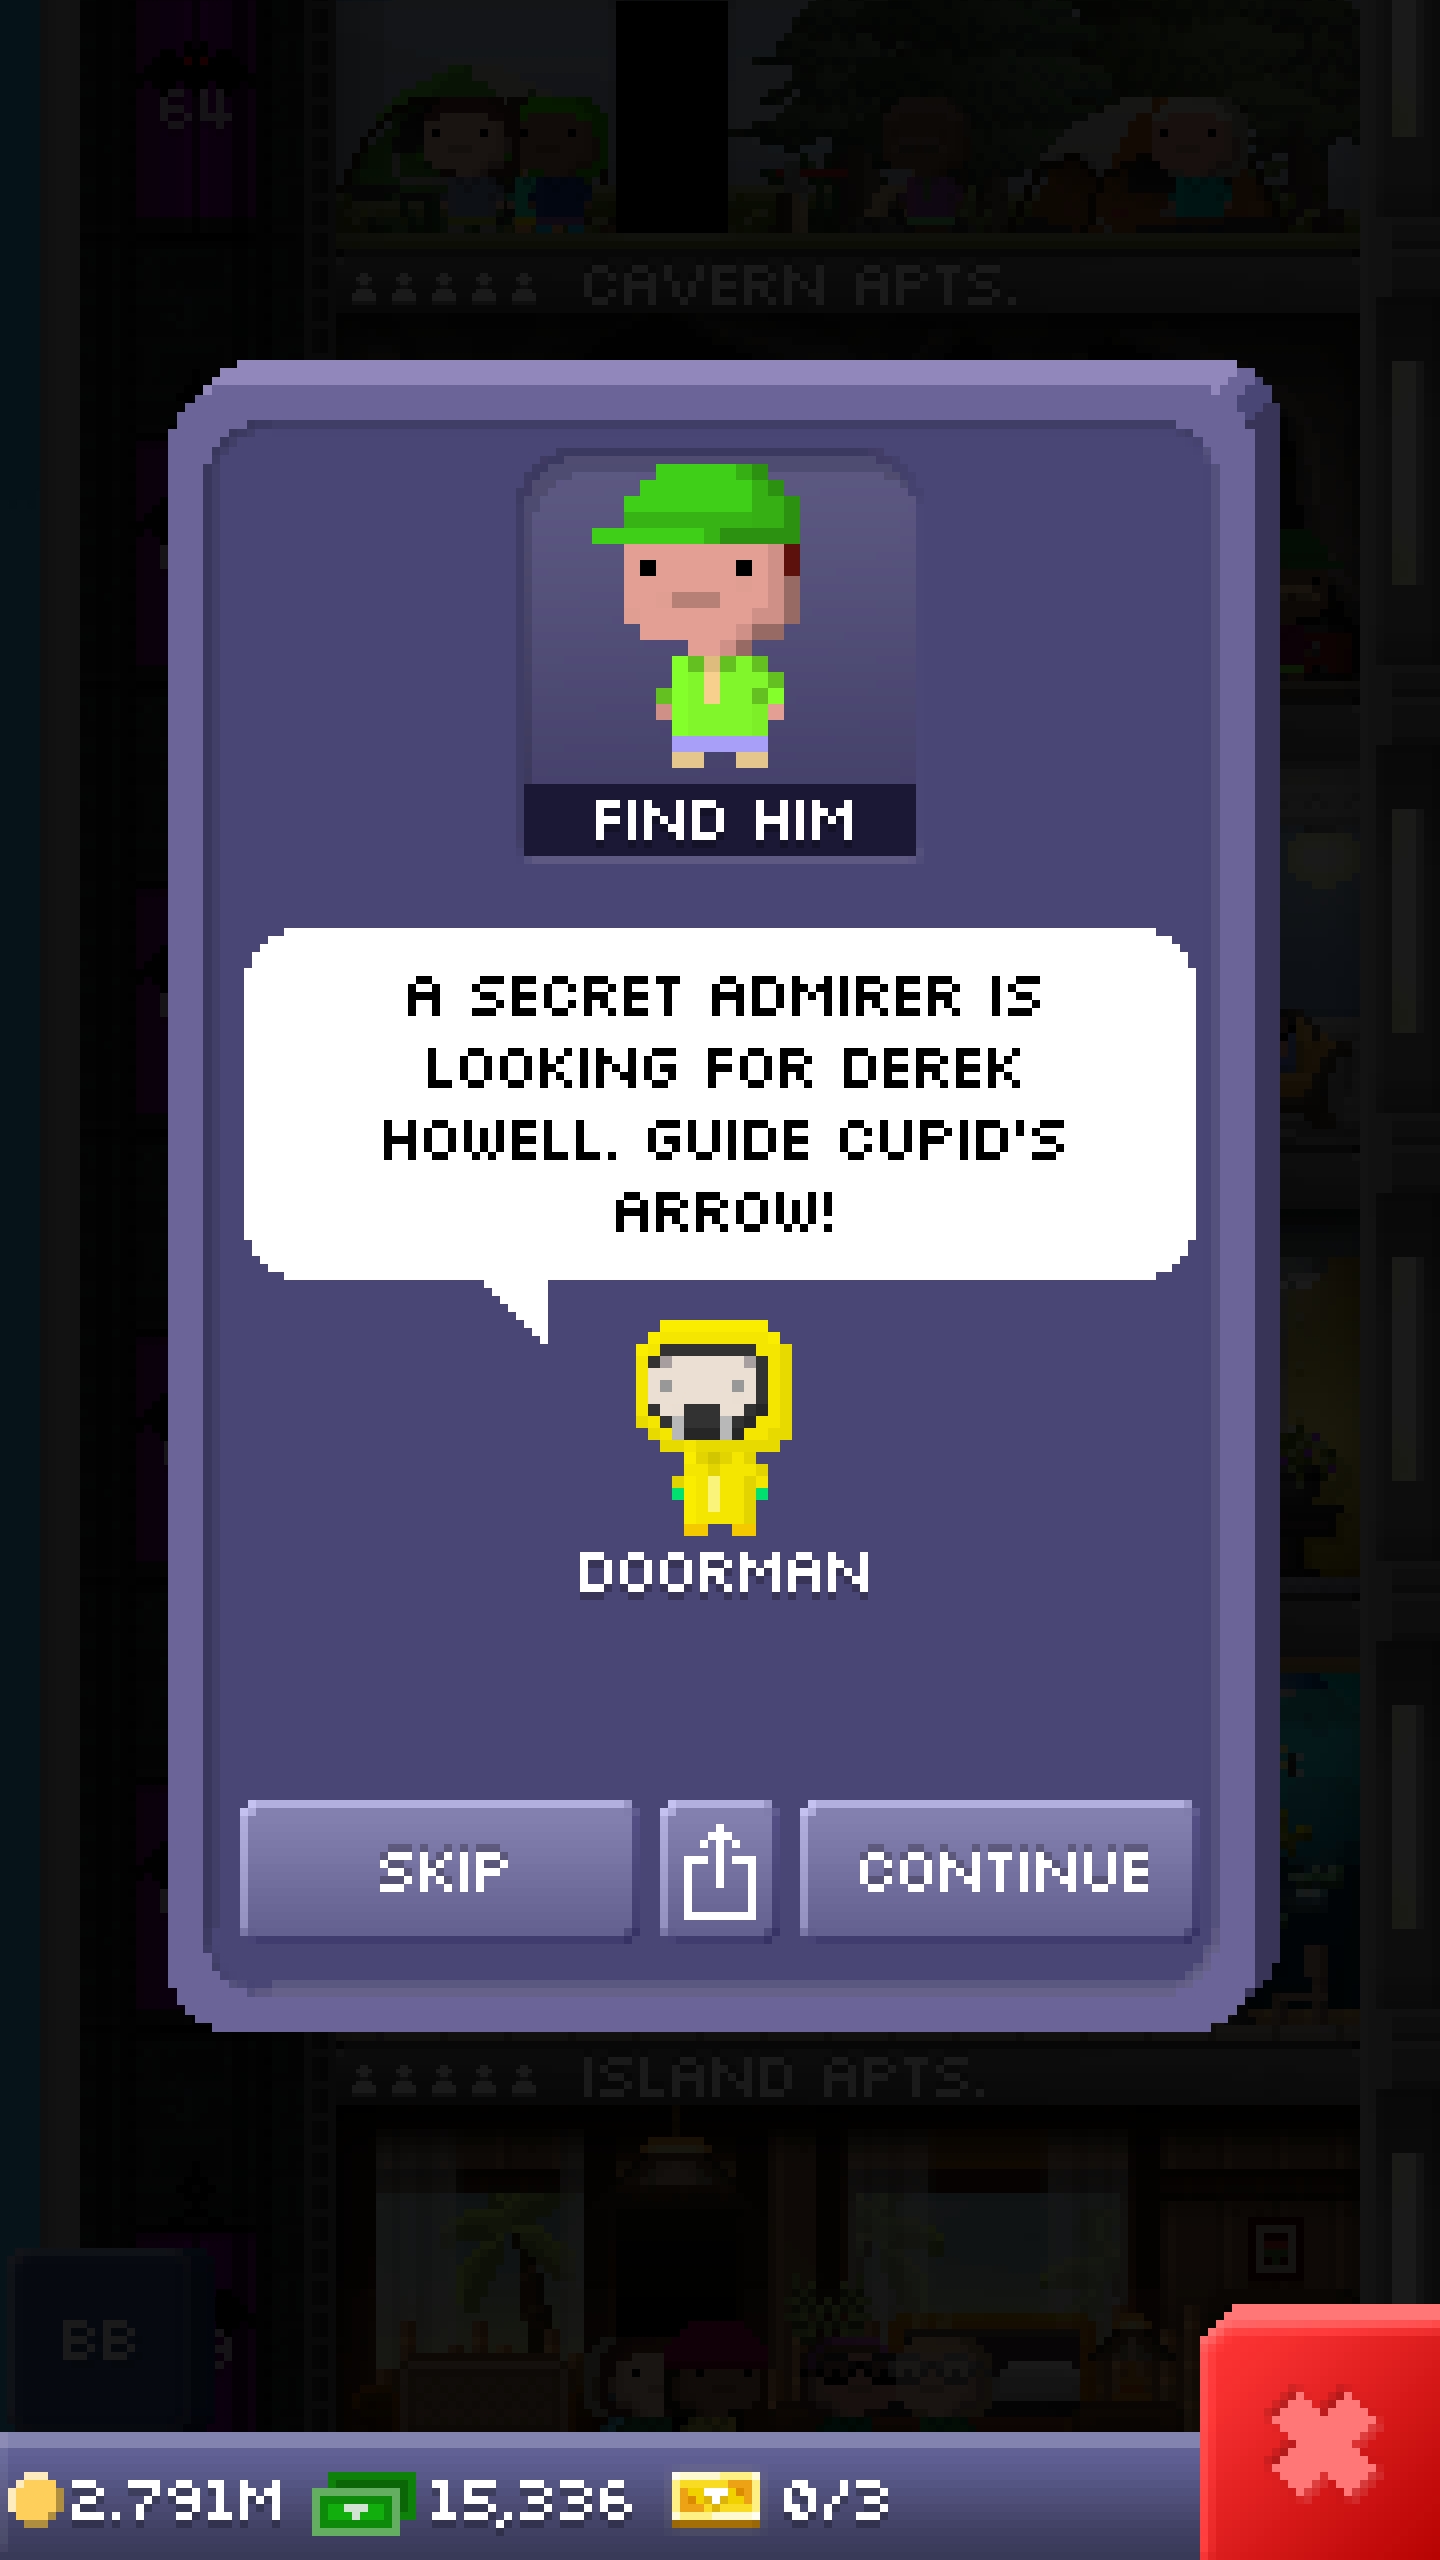 64
CAVERN APTS.
FIND HIM
A SECRET ADMIRER IS
LOOKING FOR DEREK
HOWELL. GUIDE CUPID'S
ARROW!
DOORMAN
SKIP
CONTINUE
ISLAND APTS.
BB
2.791M 15,336 0/3